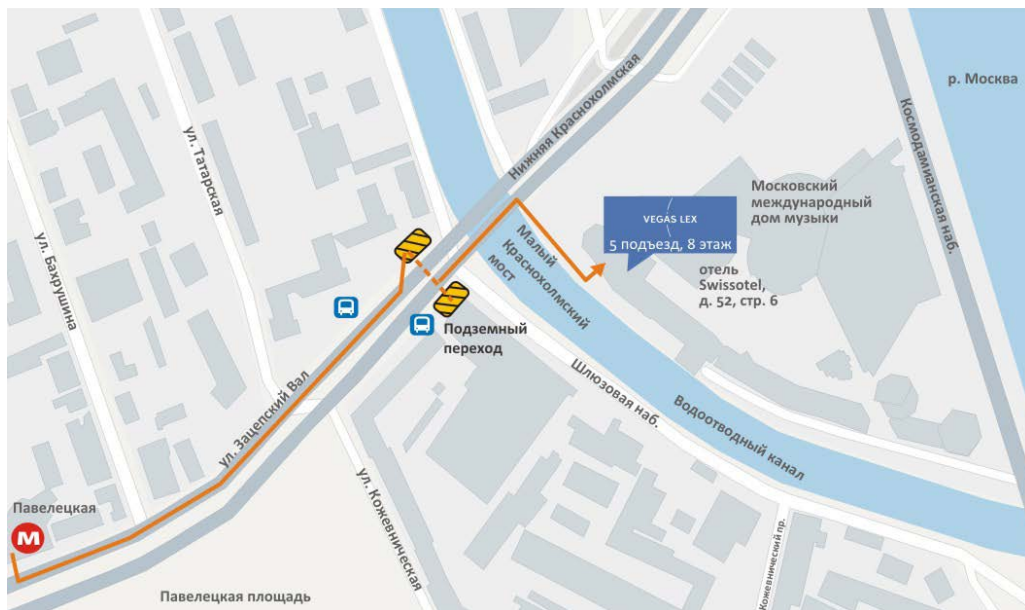 р. Москва
Нижняя Краснохолмская
Космодамианская наб.
ул. Татарская
Московский
международный
дом музыки
VEGAS LEX
5 подъезд, 8 этаж
ул. Бахрушина
Малый
Краснохолмский
мост
отель
Swissotel,
д. 52, стр. 6
Подземный
переход
Шлюзовая наб.
ул. Зацепский Вал
Водоотводный канал
ул. Кожевническая
Павелецкая
М
Кожевнический пр.
Павелецкая площадь